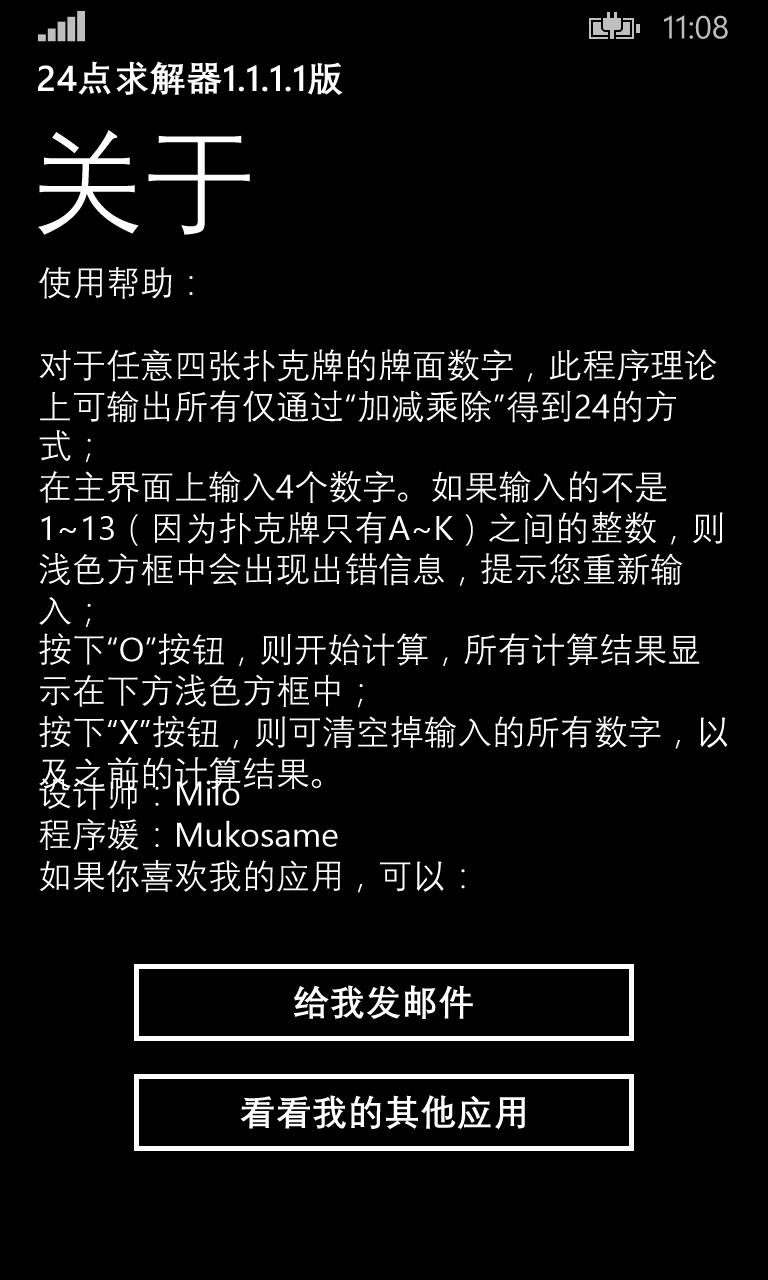 11:08
24点求解器1.1.1.1版
关于
使用帮助：
对于任意四张扑克牌的牌面数字，此程序理论
上可输出所有仅通过“加减乘除”得到24的方
式；
在主界面上输入4个数字。如果输入的不是
1~13（因为扑克牌只有A~K）之间的整数，则
浅色方框中会出现出错信息，提示您重新输
入；
按下“O”按钮，则开始计算，所有计算结果显
示在下方浅色方框中；
按下“X”按钮，则可清空掉输入的所有数字，以
及之前的计算结果。
设计师：Milo
程序媛：Mukosame
如果你喜欢我的应用，可以：
给我发邮件
看看我的其他应用